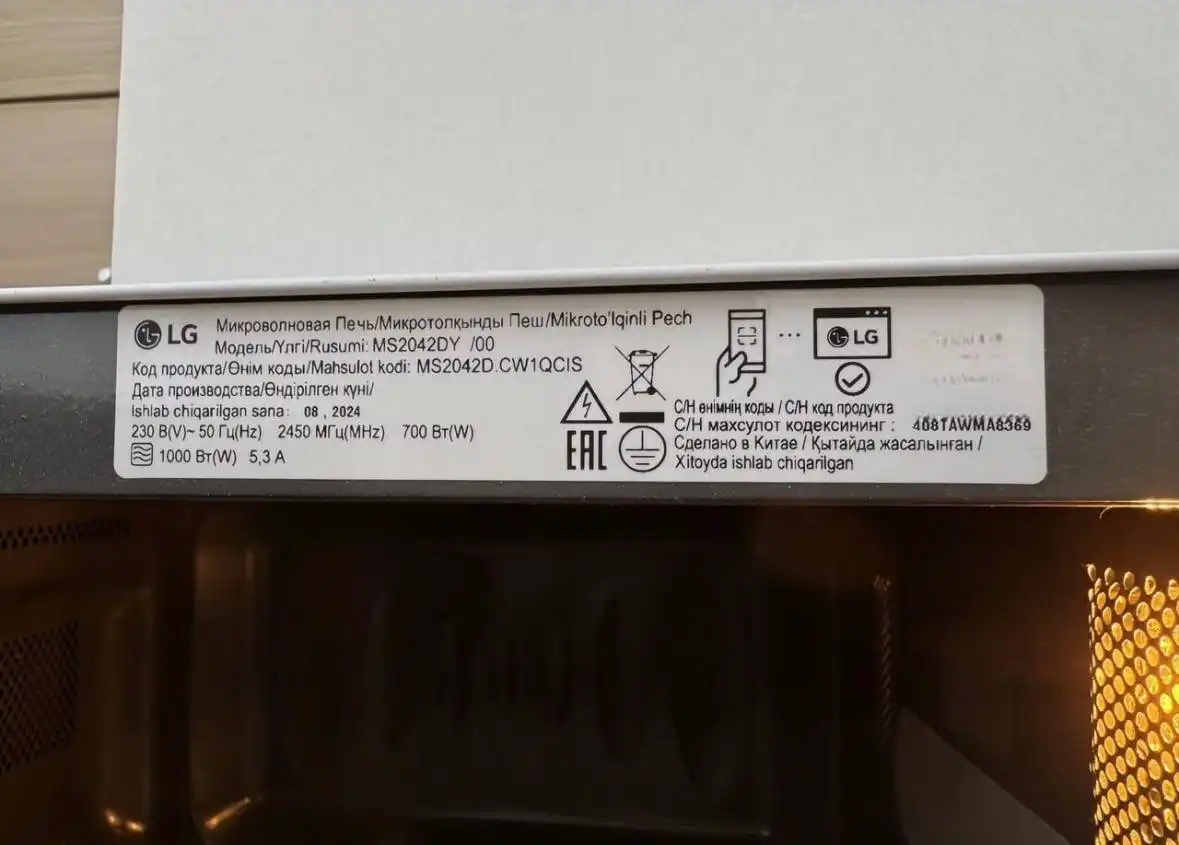 LG
Микроволновая Печь/Микротолқынды Пеш/Mikroto'lqinli Pech
Модель/Үлгі/Rusumi: MS2042DY /00
Код продукта/Өнім коды/Mahsulot kodi: MS2042D.CW1QCIS
Дата производства/Өндірілген күні/
Ishlab chiqarilgan sana: 08 , 2024
230 В(V)~ 50 Гц(Hz) 2450 МГц(MHz) 700 Вт(W)
1000 Вт(W) 5,3 А
EAC
LG
С/Н өнімнің коды / С/Н код продукта
С/Н махсулот кодексининг : 408TAWMA8369
Сделано в Китае / Қытайда жасалынған /
Xitoyda ishlab chiqarilgan